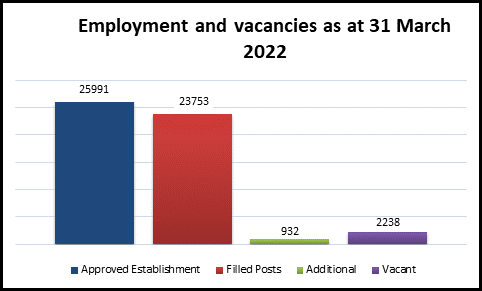 Employment and vacancies as at 31 March
2022
25991
23753
932
2238
Approved Establishment Filled Posts Additional Vacant